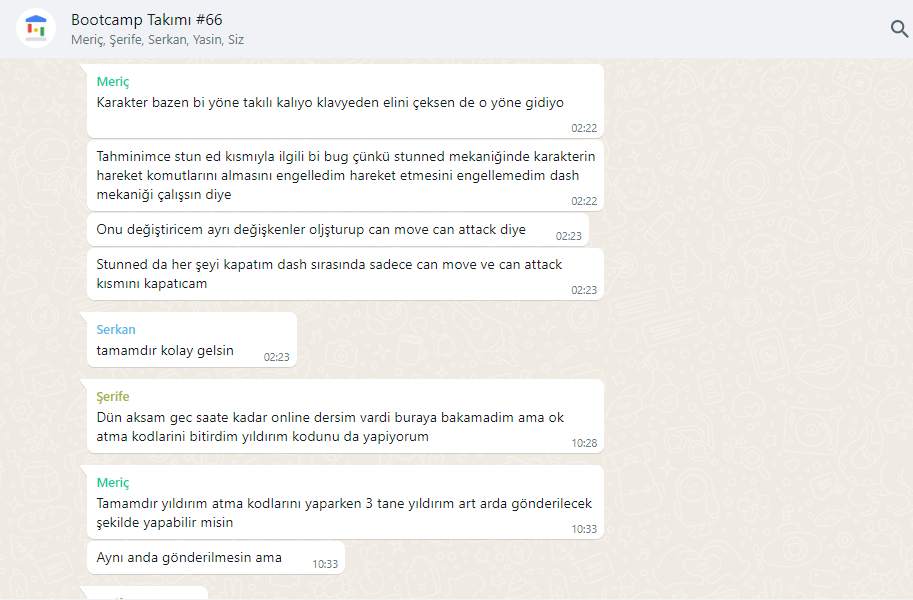 Bootcamp Takımı #66
Meriç, Şerife, Serkan, Yasin, Siz
Meriç
Karakter bazen bi yöne takılı kalıyo klavyeden elini çeksen de o yöne gidiyo
02:22
Tahminimce stun ed kısmıyla ilgili bi bug çünkü stunned mekaniğinde karakterin
hareket komutlarını almasını engelledim hareket etmesini engellemedim dash
mekaniği çalışsın diye
02:22
Onu değiştiricem ayrı değişkenler oljşturup can move can attack diye
02:23
Stunned da her şeyi kapatım dash sırasında sadece can move ve can attack
kısmını kapatıcam
02:23
Serkan
tamamdır kolay gelsin
02:23
Şerife
Dün aksam gec saate kadar online dersim vardi buraya bakamadim ama ok
atma kodlarini bitirdim yıldırım kodunu da yapiyorum
10:28
Meriç
Tamamdır yıldırım atma kodlarını yaparken 3 tane yıldırım art arda gönderilecek
şekilde yapabilir misin
10:33
Aynı anda gönderilmesin ama
10:33